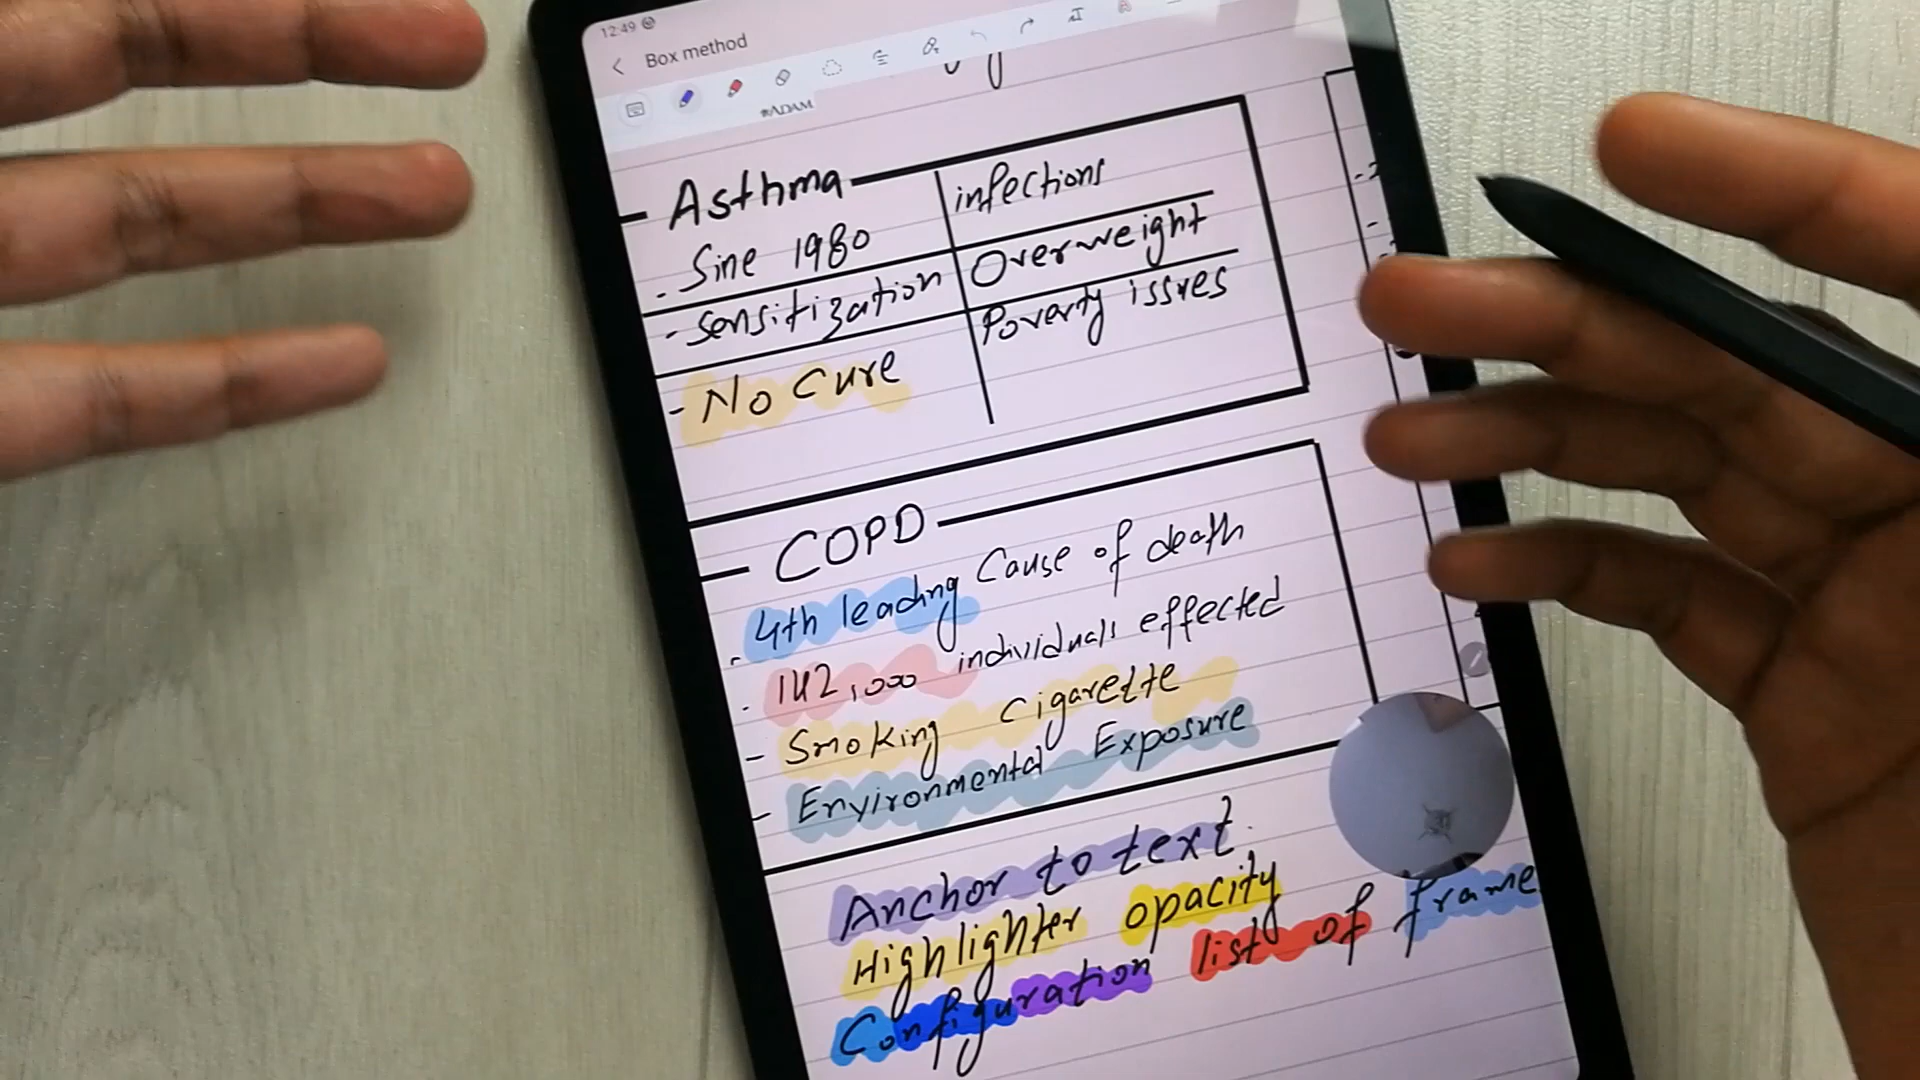 12:49
Box method
ADAM
Asthma
. Sine 1980
infections
- Sensitization
Overweight
- No Cure
Poverty issues
COPD
. 4th leading Cause of death
. 142,000 individuals effected
- Smoking Cigarette
- Environmental Exposure
Anchor to text.
Highlighter opacity
Configuration list of frame